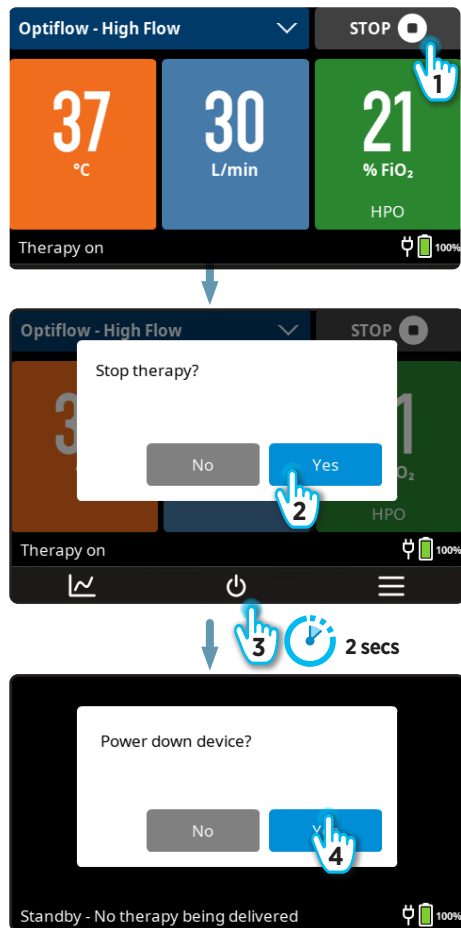 Optiflow - High Flow STOP
1
37 30 21
°C L/min % FiO₂
HPO
Therapy on 100%
Optiflow - High Flow STOP
Stop therapy?
No Yes
2
HPO
Therapy on 100%
3 2 secs
Power down device?
No
4
Standby - No therapy being delivered 100%